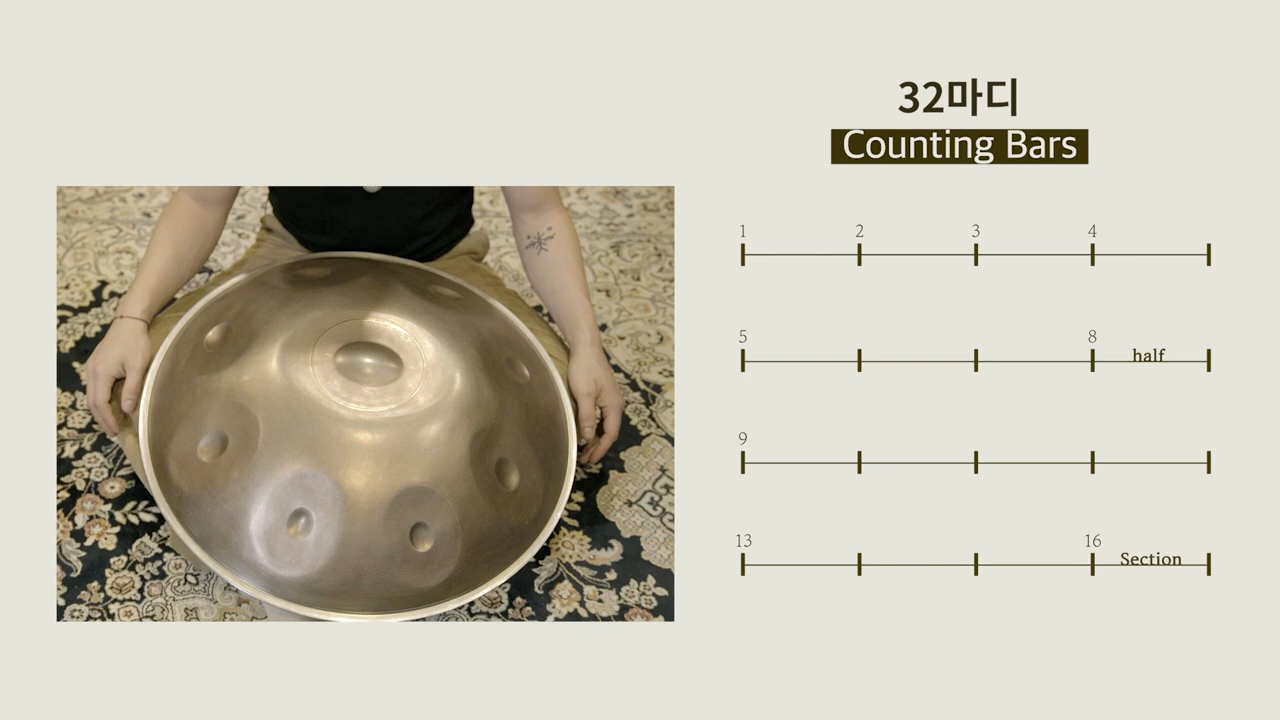 32마디
Counting Bars
1 2 3 4
5 8 half
9
13 16 Section